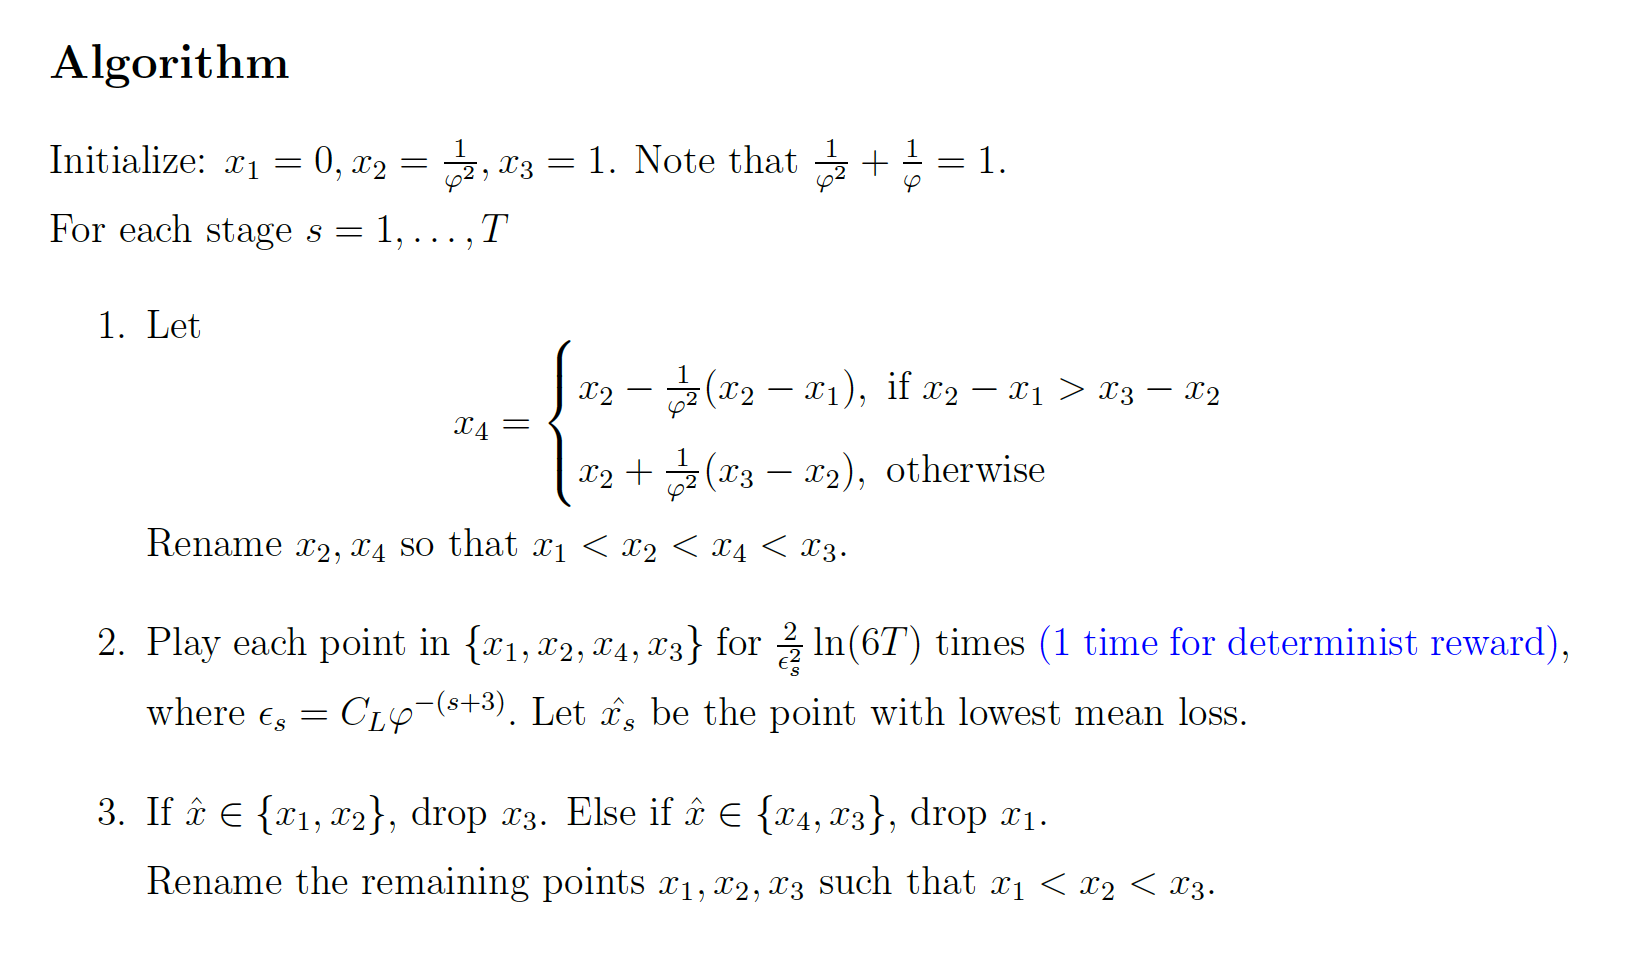 Algorithm
Initialize: $x_1 = 0, x_2 = \frac{1}{\varphi^2}, x_3 = 1$. Note that $\frac{1}{\varphi^2} + \frac{1}{\varphi} = 1$.
For each stage $s = 1, \ldots, T$
1. Let
$x_4 = \begin{cases} x_2 - \frac{1}{\varphi^2}(x_2 - x_1), \text{ if } x_2 - x_1 > x_3 - x_2 \\ x_2 + \frac{1}{\varphi^2}(x_3 - x_2), \text{ otherwise} \end{cases}$
Rename $x_2, x_4$ so that $x_1 < x_2 < x_4 < x_3$.
2. Play each point in $\{x_1, x_2, x_4, x_3\}$ for $\frac{2}{\epsilon_s^2} \ln(6T)$ times (1 time for determinist reward),
where $\epsilon_s = C_L \varphi^{-(s+3)}$. Let $\hat{x_s}$ be the point with lowest mean loss.
3. If $\hat{x} \in \{x_1, x_2\}$, drop $x_3$. Else if $\hat{x} \in \{x_4, x_3\}$, drop $x_1$.
Rename the remaining points $x_1, x_2, x_3$ such that $x_1 < x_2 < x_3$.